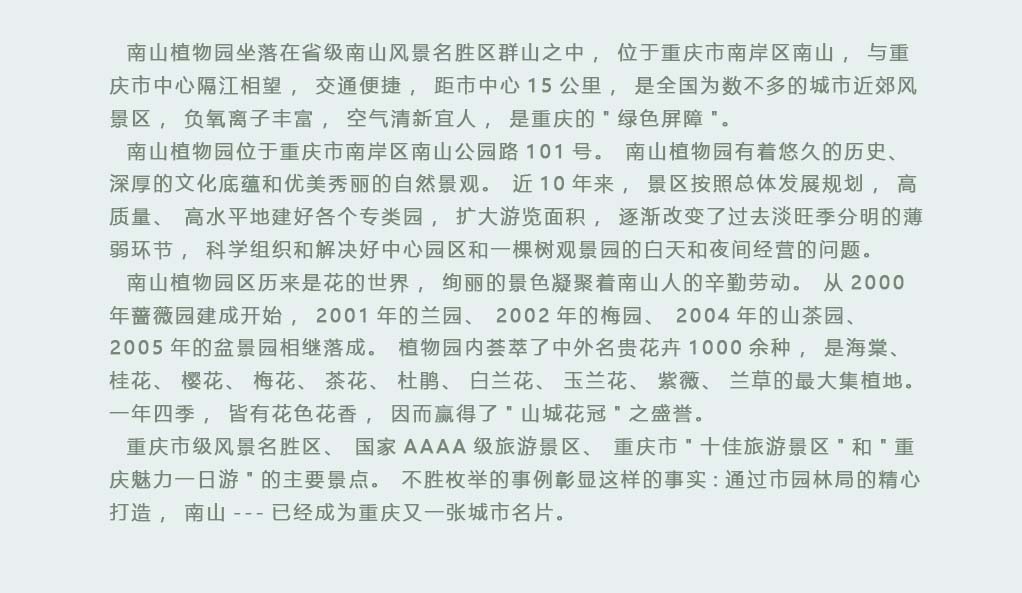 南山植物园坐落在省级南山风景名胜区群山之中， 位于重庆市南岸区南山， 与重
庆市中心隔江相望， 交通便捷， 距市中心 15 公里， 是全国为数不多的城市近郊风
景区， 负氧离子丰富， 空气清新宜人， 是重庆的 " 绿色屏障 "。
南山植物园位于重庆市南岸区南山公园路 101 号。 南山植物园有着悠久的历史、
深厚的文化底蕴和优美秀丽的自然景观。 近 10 年来， 景区按照总体发展规划， 高
质量、 高水平地建好各个专类园， 扩大游览面积， 逐渐改变了过去淡旺季分明的薄
弱环节， 科学组织和解决好中心园区和一棵树观景园的白天和夜间经营的问题。
南山植物园区历来是花的世界， 绚丽的景色凝聚着南山人的辛勤劳动。 从 2000
年蔷薇园建成开始， 2001 年的兰园、 2002 年的梅园、 2004 年的山茶园、
2005 年的盆景园相继落成。 植物园内荟萃了中外名贵花卉 1000 余种， 是海棠、
桂花、 樱花、 梅花、 茶花、 杜鹃、 白兰花、 玉兰花、 紫薇、 兰草的最大集植地。
一年四季， 皆有花色花香， 因而赢得了 " 山城花冠 " 之盛誉。
重庆市级风景名胜区、 国家 AAAA 级旅游景区、 重庆市 " 十佳旅游景区 " 和 " 重
庆魅力一日游 " 的主要景点。 不胜枚举的事例彰显这样的事实 : 通过市园林局的精心
打造， 南山 --- 已经成为重庆又一张城市名片。